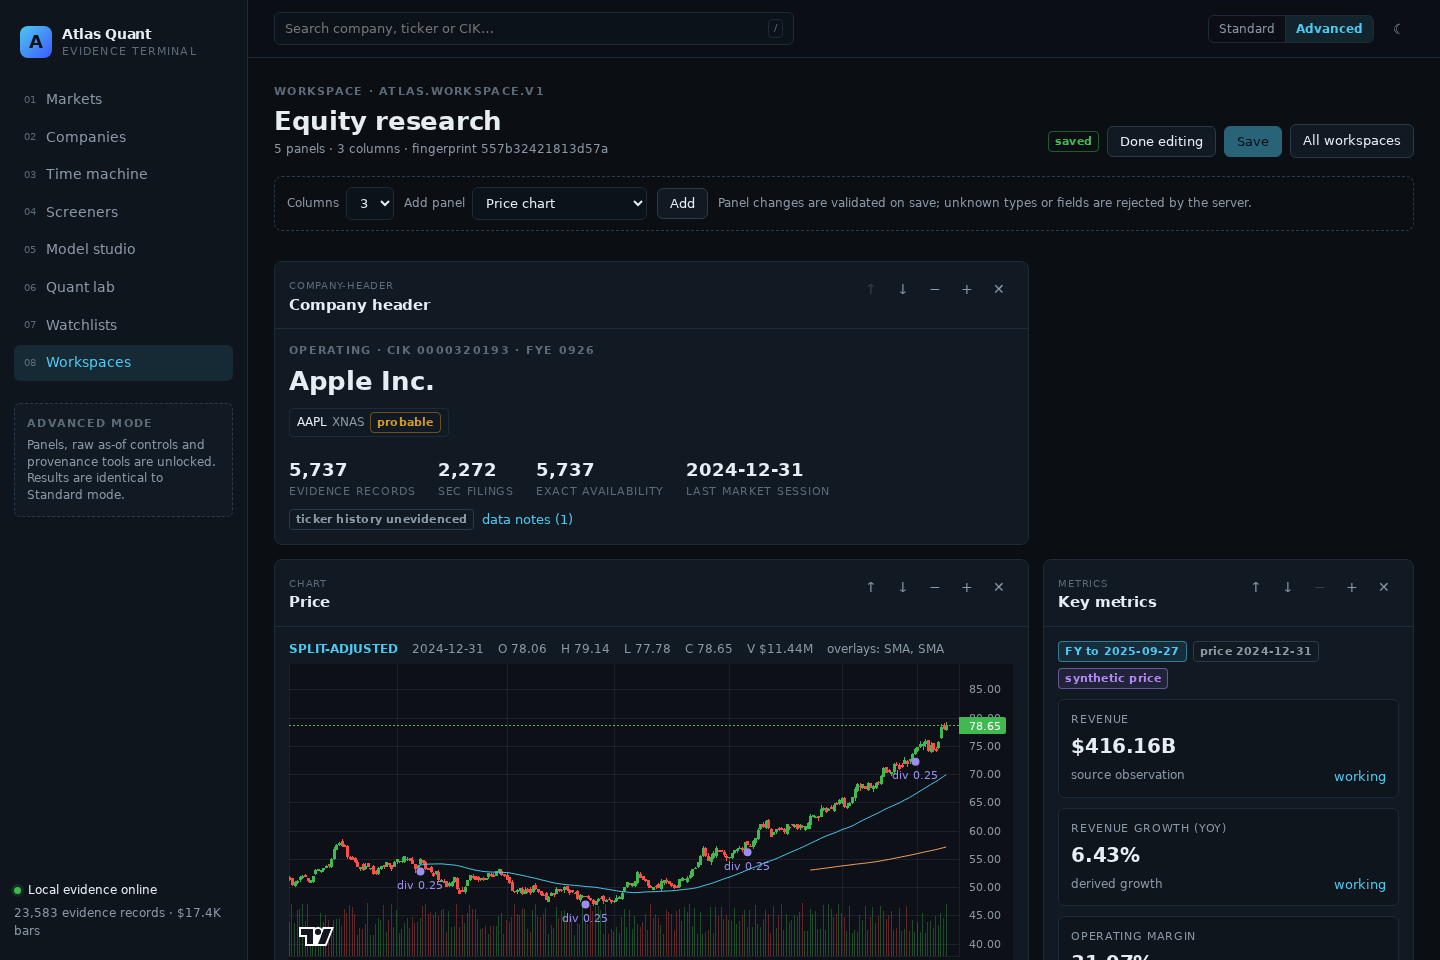 A
Atlas Quant
EVIDENCE TERMINAL
01 Markets
02 Companies
03 Time machine
04 Screeners
05 Model studio
06 Quant lab
07 Watchlists
08 Workspaces
ADVANCED MODE
Panels, raw as-of controls and
provenance tools are unlocked.
Results are identical to
Standard mode.
Local evidence online
23,583 evidence records · $17.4K
bars
Search company, ticker or CIK... /
Standard Advanced
WORKSPACE · ATLAS.WORKSPACE.V1
Equity research
5 panels · 3 columns · fingerprint 557b32421813d57a
saved Done editing Save All workspaces
Columns 3 Add panel Price chart Add Panel changes are validated on save; unknown types or fields are rejected by the server.
COMPANY-HEADER
Company header
↑ ↓ − + ✕
OPERATING · CIK 0000320193 · FYE 0926
Apple Inc.
AAPL XNAS probable
5,737 2,272 5,737 2024-12-31
EVIDENCE RECORDS SEC FILINGS EXACT AVAILABILITY LAST MARKET SESSION
ticker history unevidenced data notes (1)
CHART
Price
↑ ↓ − + ✕
SPLIT-ADJUSTED 2024-12-31 O 78.06 H 79.14 L 77.78 C 78.65 V $11.44M overlays: SMA, SMA
85.00
78.65
75.00
70.00
65.00
60.00
55.00
50.00
45.00
40.00
div 0.25
div 0.25
div 0.25
div 0.25
METRICS
Key metrics
↑ ↓ − + ✕
FY to 2025-09-27 price 2024-12-31
synthetic price
REVENUE
$416.16B
source observation working
REVENUE GROWTH (YOY)
6.43%
derived growth working
OPERATING MARGIN